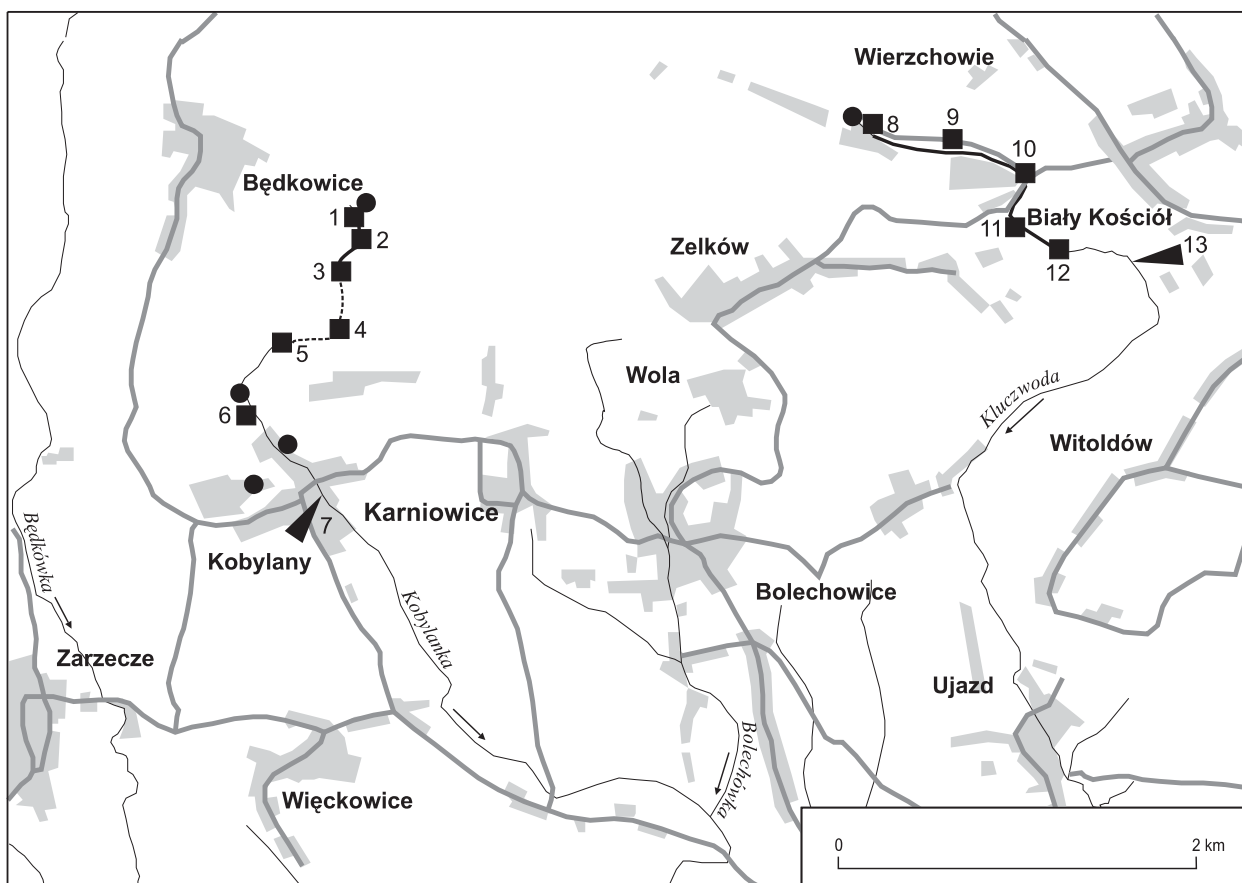 Wierzchowie
8
9
10
Będkowice
1
2
3
4
5
6
Biały Kościół
11
12
13
Zelków
Wola
Kluczwoda
Witoldów
Karniowice
7
Kobylany
Będkówka
Kobylanka
Bolechowice
Zarzecze
Ujazd
Bolechówka
Więckowice
0
2 km